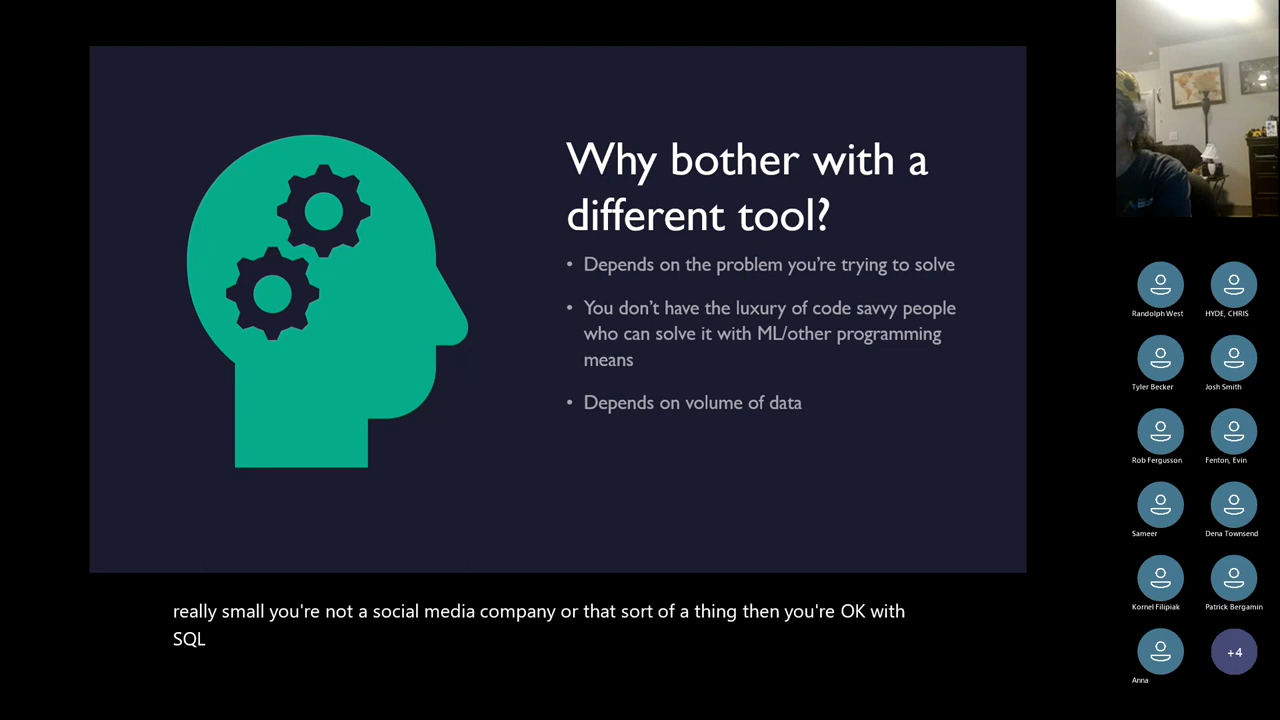 Why bother with a
different tool?
• Depends on the problem you're trying to solve
• You don't have the luxury of code savvy people
who can solve it with ML/other programming
means
• Depends on volume of data
really small you're not a social media company or that sort of a thing then you're OK with
SQL
Randolph West
HYDE, CHRIS
Tyler Becker
Josh Smith
Rob Fergusson
Fenton, Evin
Sameer
Dena Townsend
Kornel Filipiak
Patrick Bergamin
Anna
+4